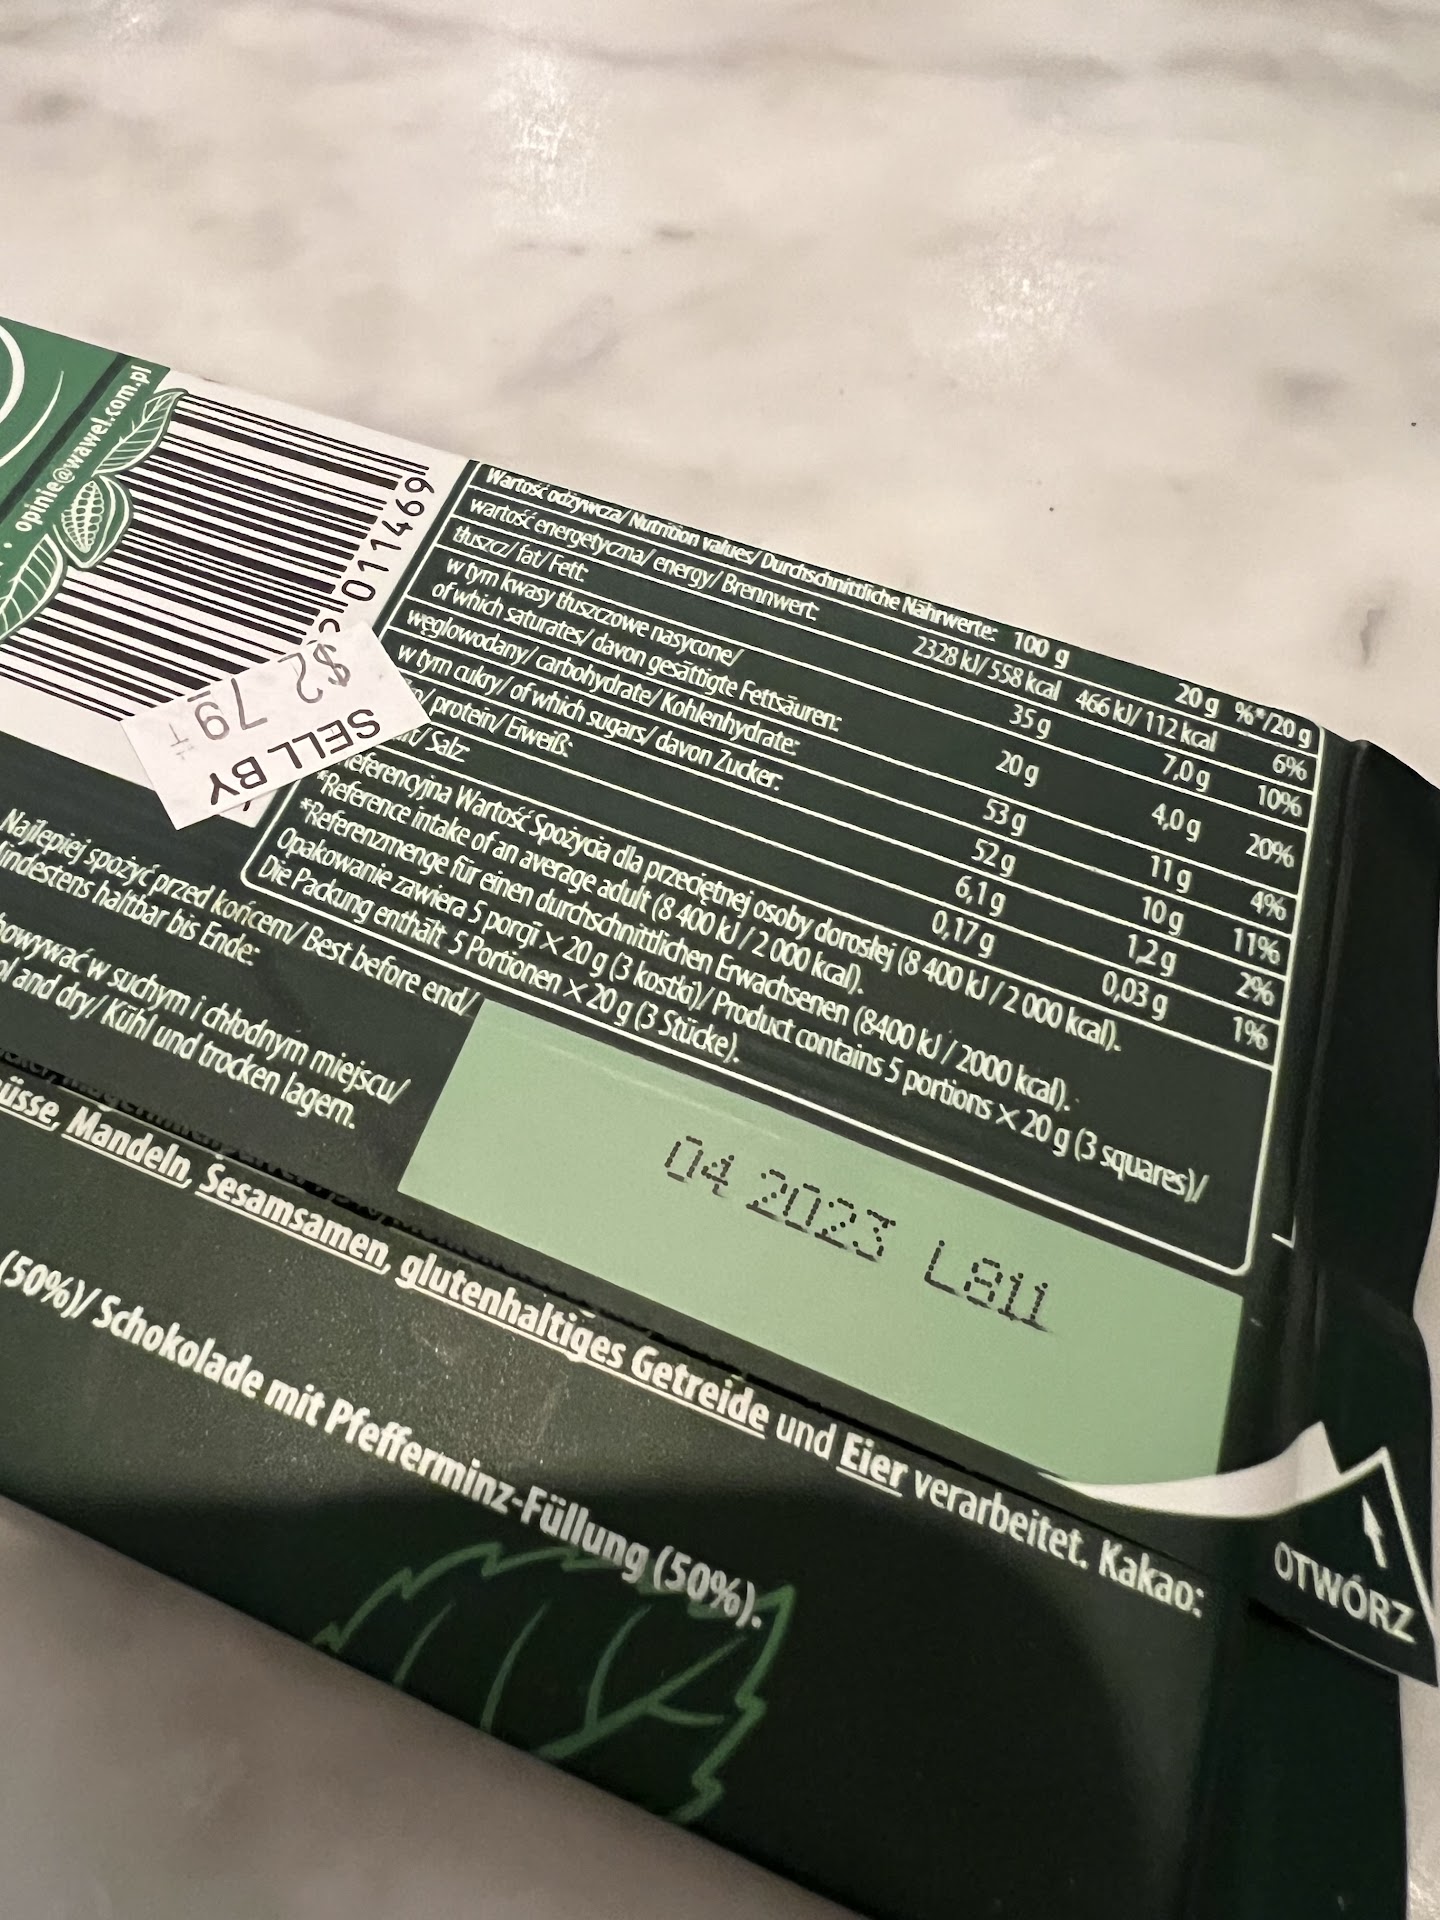 opinie@wawel.com.pl
011469
SELL BY
$2.79
Wartość odżywcza/ Nutrition values/ Durchschnittliche Nährwerte: 100 g 20 g %*/20 g
wartość energetyczna/ energy/ Brennwert: 2328 kJ/ 558 kcal 466 kJ/ 112 kcal 6%
tłuszcz/ fat/ Fett: 35 g 7,0 g 10%
w tym kwasy tłuszczowe nasycone/
of which saturates/ davon gesättigte Fettsäuren: 20 g 4,0 g 20%
węglowodany/ carbohydrate/ Kohlenhydrate: 53 g 11 g 4%
w tym cukry/ of which sugars/ davon Zucker: 52 g 10 g 11%
protein/ Eiweiß: 6,1 g 1,2 g 2%
Salz 0,17 g 0,03 g 1%
Wartość Spożycia dla przeciętnej osoby dorosłej (8 400 kJ / 2 000 kcal).
*Reference intake of an average adult (8 400 kJ / 2 000 kcal).
*Referenzmenge für einen durchschnittlichen Erwachsenen (8400 kJ / 2000 kcal).
Opakowanie zawiera 5 porcji × 20 g (3 kostki)/ Product contains 5 portions × 20 g (3 squares)/
Die Packung enthält 5 Portionen × 20 g (3 Stücke).
Najlepiej spożyć przed końcem/ Best before end/
haltbar bis Ende:
04 2023 L811
w suchym i chłodnym miejscu/
and dry/ Kühl und trocken lagern.
Mandeln, Sesamsamen, glutenhaltiges Getreide und Eier verarbeitet. Kakao:
(50%)/ Schokolade mit Pfefferminz-Füllung (50%).
OTWÓRZ